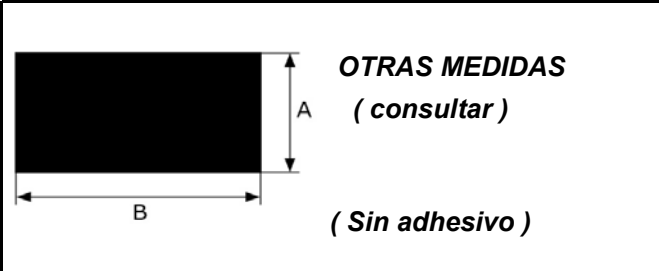 OTRAS MEDIDAS
A
( consultar )
B
( Sin adhesivo )